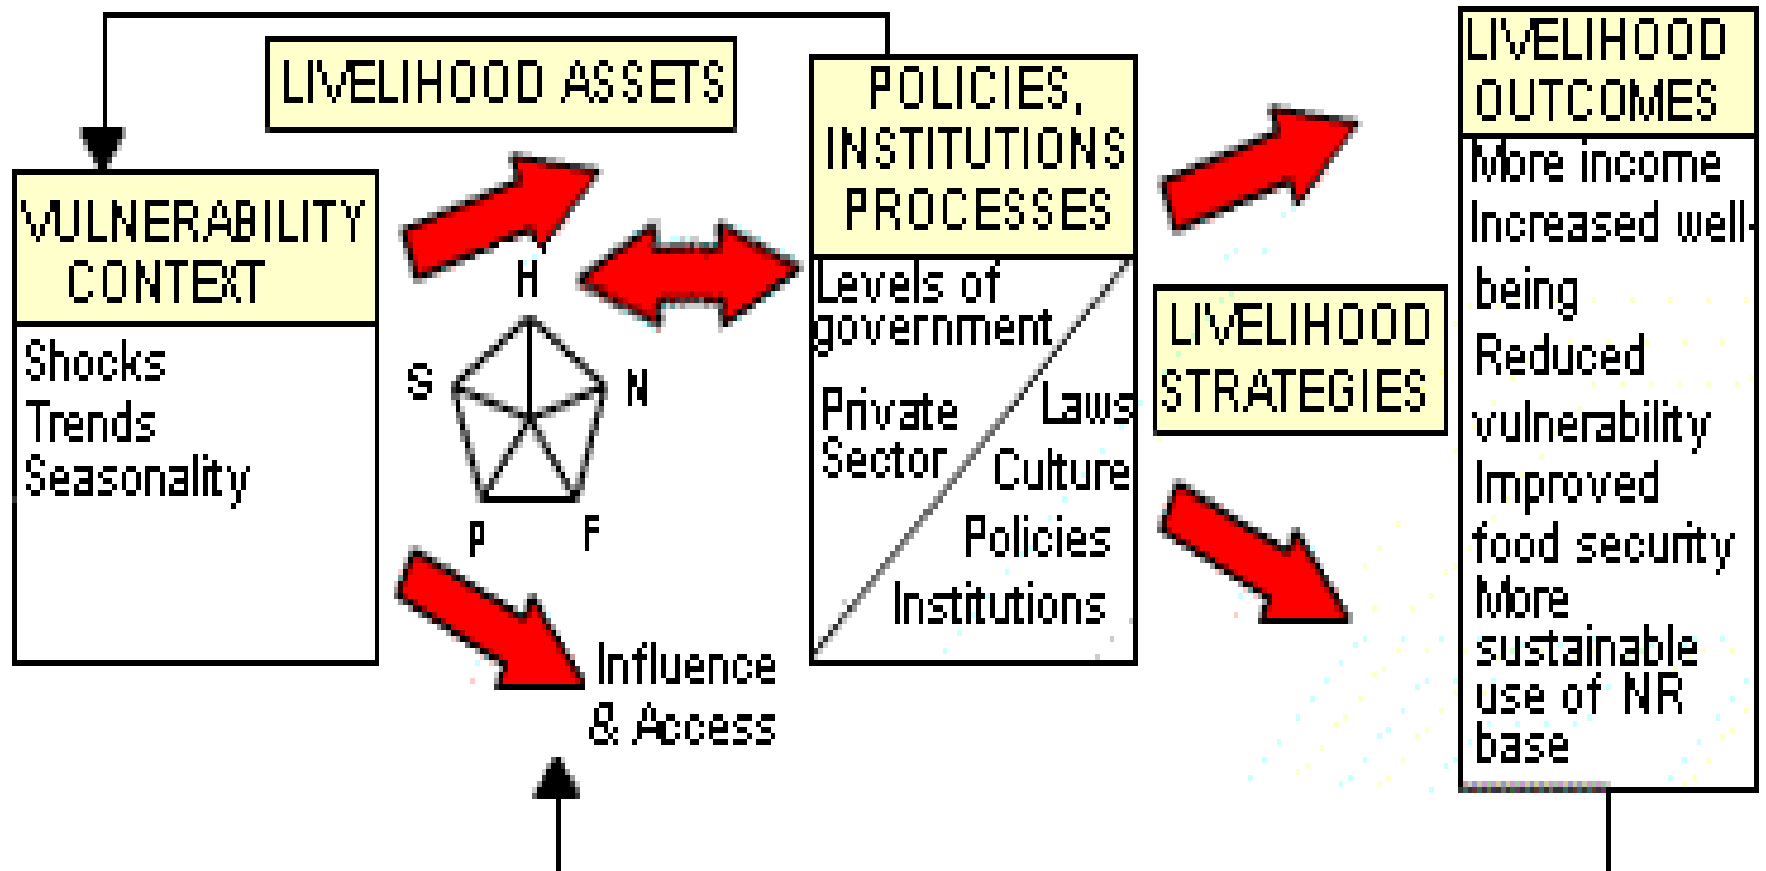 LIVELIHOOD ASSETS
VULNERABILITY
CONTEXT
Shocks
Trends
Seasonality
H
S
N
P
F
Influence
& Access
POLICIES,
INSTITUTIONS
PROCESSES
Levels of
government
Private
Sector
Laws
Culture
Policies
Institutions
LIVELIHOOD
STRATEGIES
LIVELIHOOD
OUTCOMES
More income
Increased well-
being
Reduced
vulnerability
Improved
food security
More
sustainable
use of NR
base